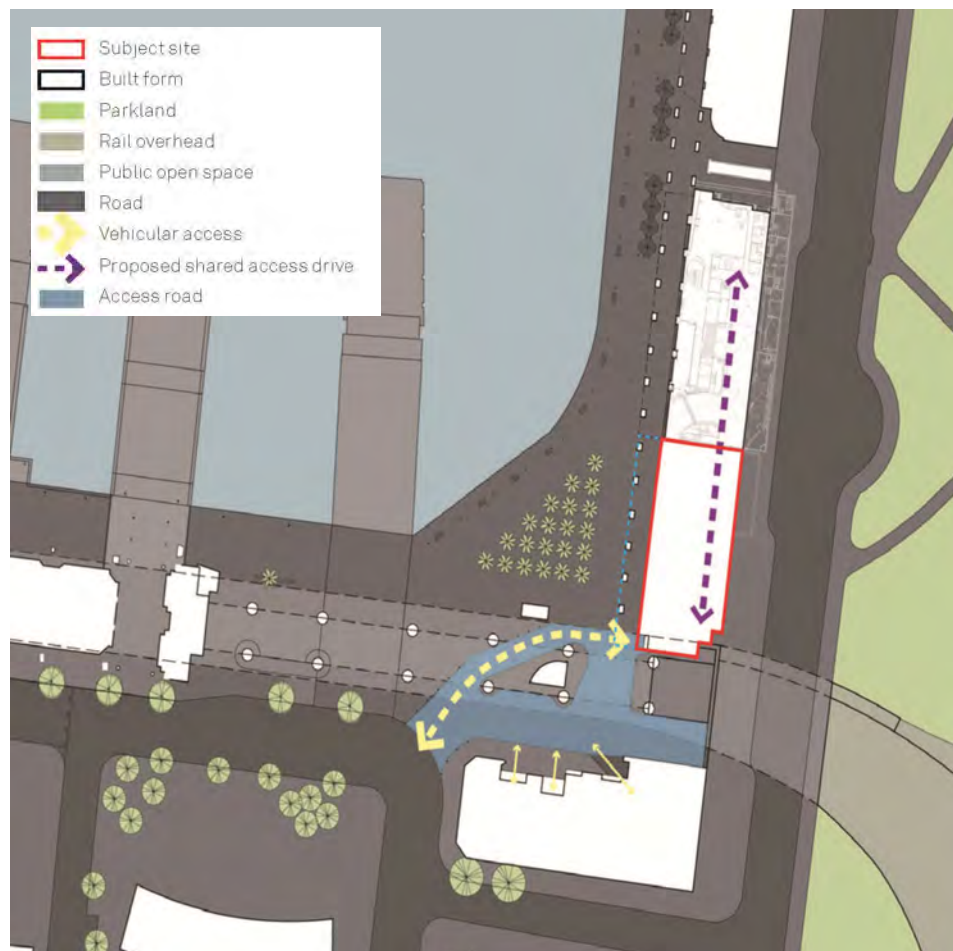 Subject site
Built form
Parkland
Rail overhead
Public open space
Road
Vehicular access
Proposed shared access drive
Access road